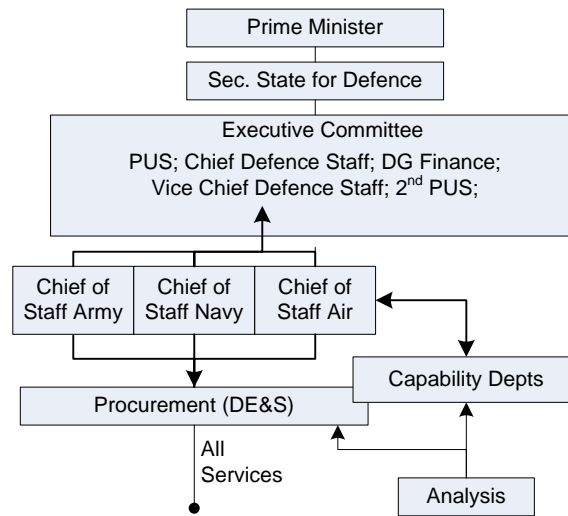 Prime Minister
Sec. State for Defence
Executive Committee
PUS; Chief Defence Staff; DG Finance;
Vice Chief Defence Staff; 2nd PUS;
Chief of
Staff Army
Chief of
Staff Navy
Chief of
Staff Air
Capability Depts
Procurement (DE&S)
All
Services
Analysis